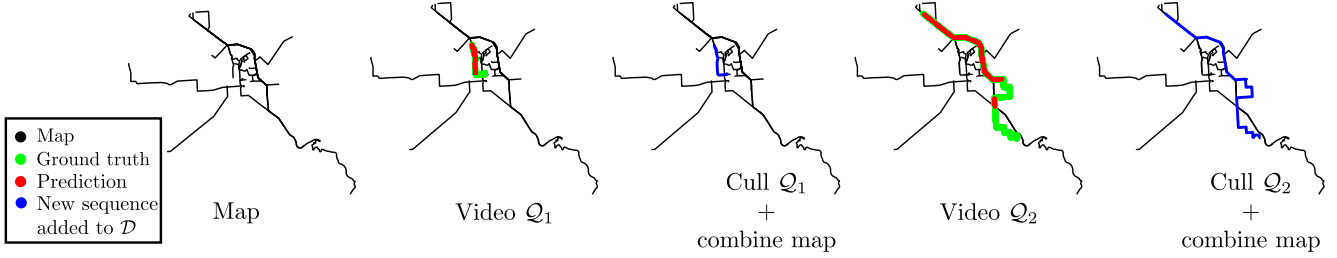 Map
Ground truth
Prediction
New sequence
added to 𝒟
Map
Video 𝒬₁
Cull 𝒬₁
+
combine map
Video 𝒬₂
Cull 𝒬₂
+
combine map